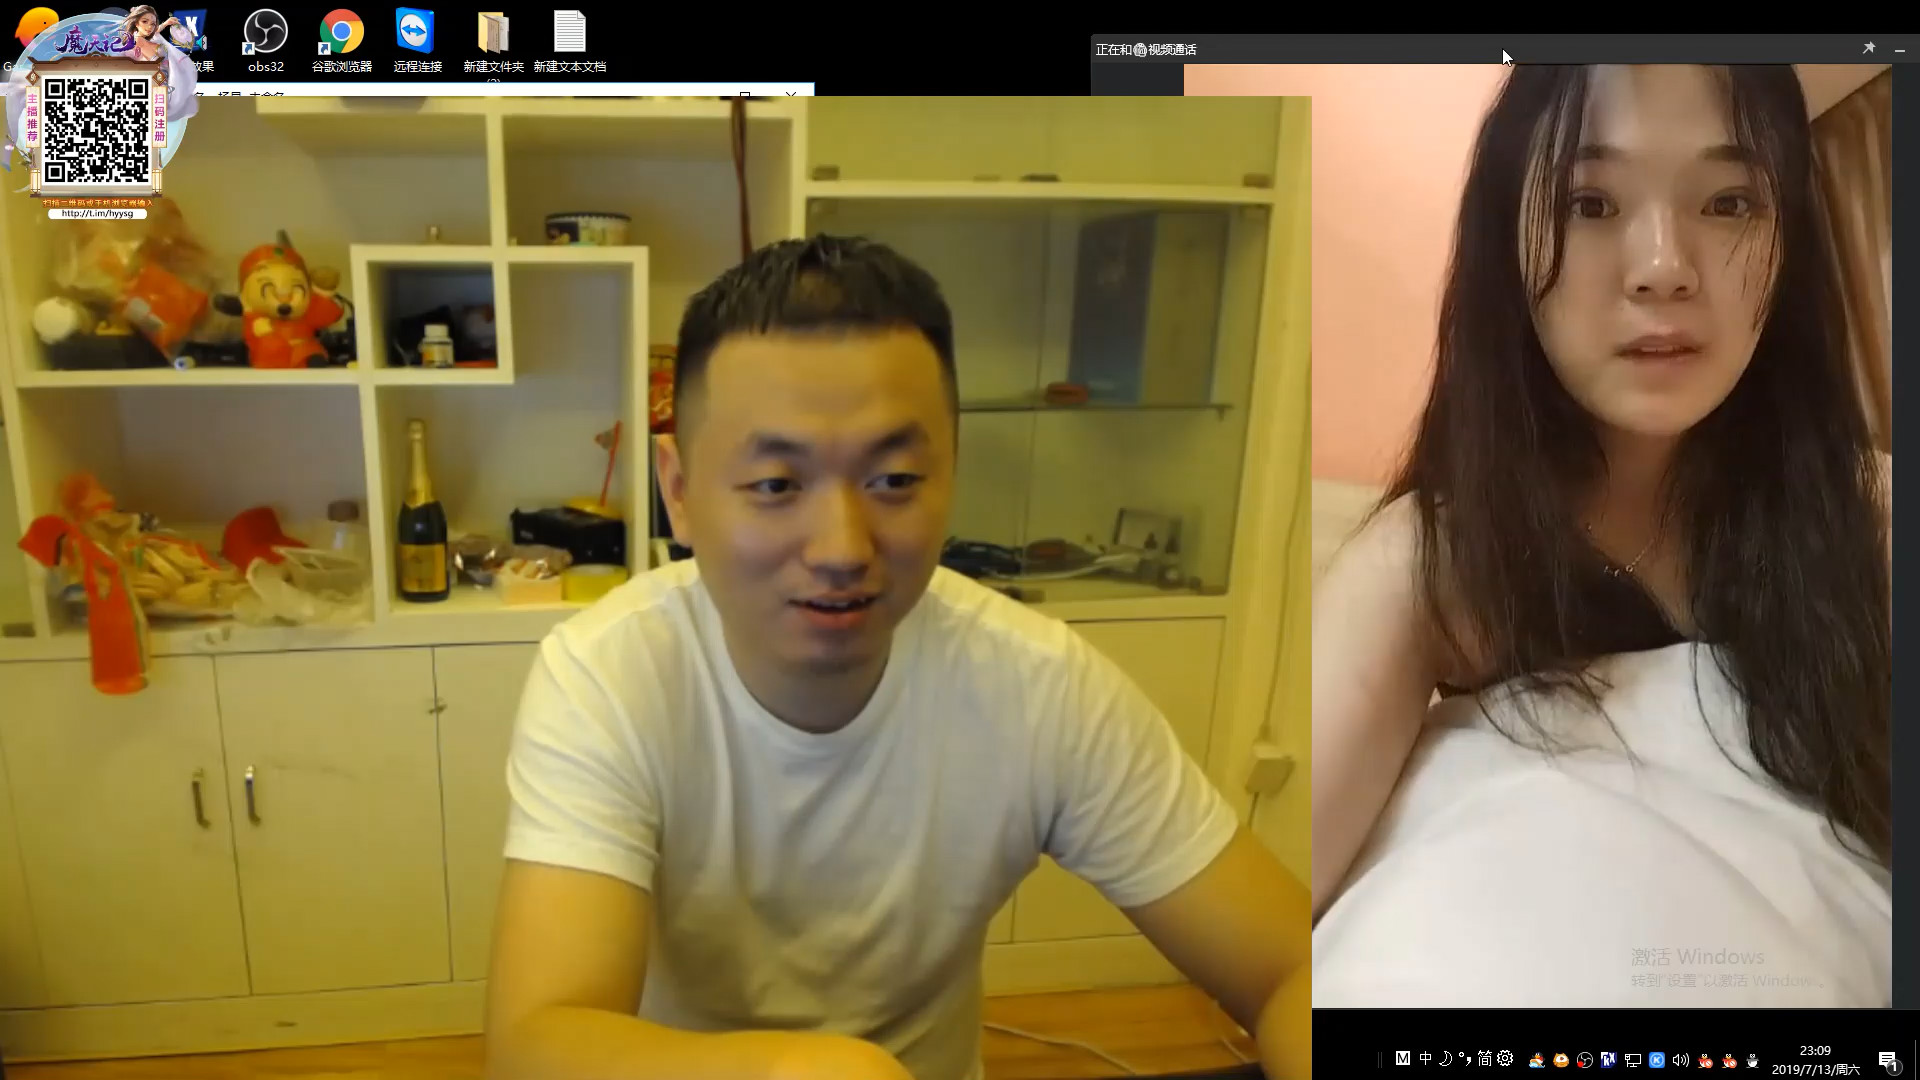 效果
obs32
谷歌浏览器
远程连接
新建文件夹
(2)
新建文本文档
魔天记
主播推荐
扫码注册
扫描二维码或手机浏览器输入
http://t.im/hyysg
正在和
视频通话
激活 Windows
转到"设置"以激活 Windows。
M 中 简
23:09
2019/7/13/周六
1